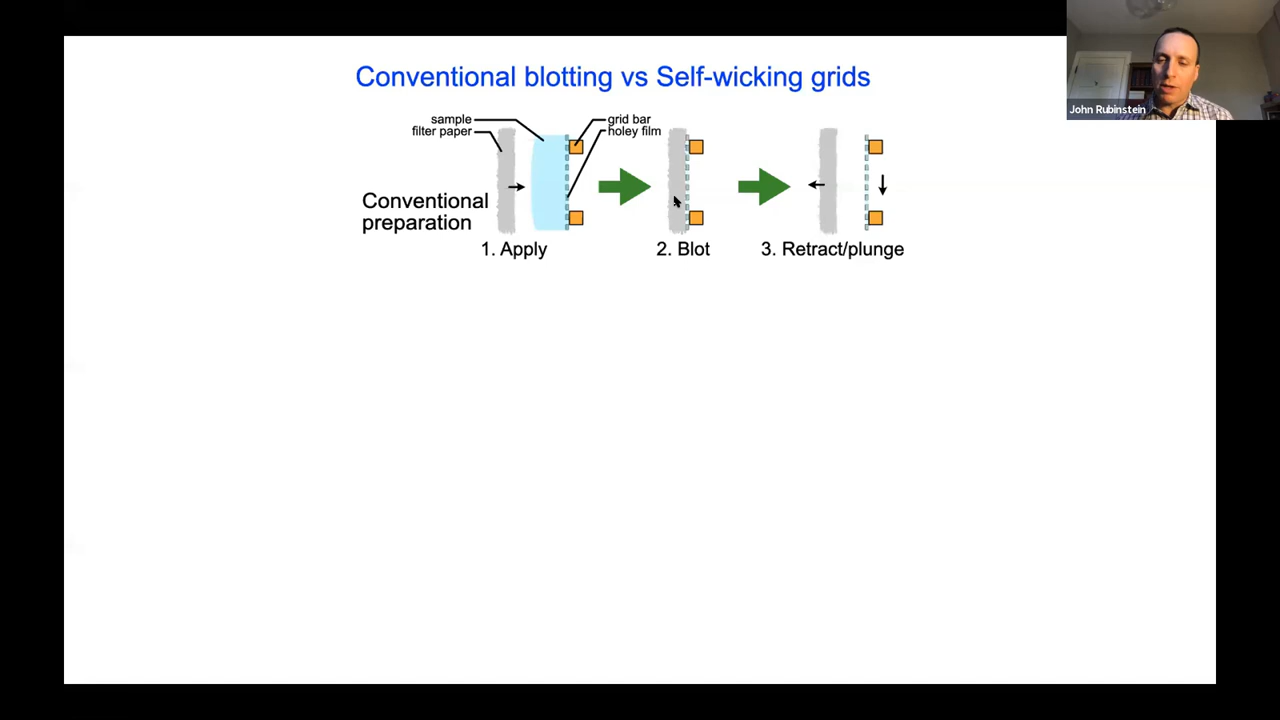 Conventional blotting vs Self-wicking grids
John Rubinstein
sample
filter paper
grid bar
holey film
Conventional
preparation
1. Apply
2. Blot
3. Retract/plunge